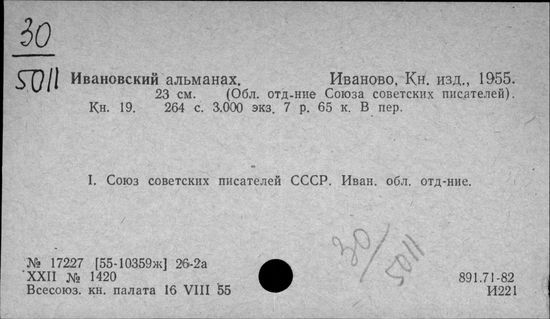 30
5011
Ивановский альманах. Иваново, Кн. изд., 1955.
23 см. (Обл. отд-ние Союза советских писателей).
Кн. 19. 264 с. 3.000 экз. 7 р. 65 к. В пер.
I. Союз советских писателей СССР. Иван. обл. отд-ние.
30
5011
№ 17227 [55-10359ж] 26-2а
XXII № 1420
Всесоюз. кн. палата 16 VIII 55
891.71-82
И221